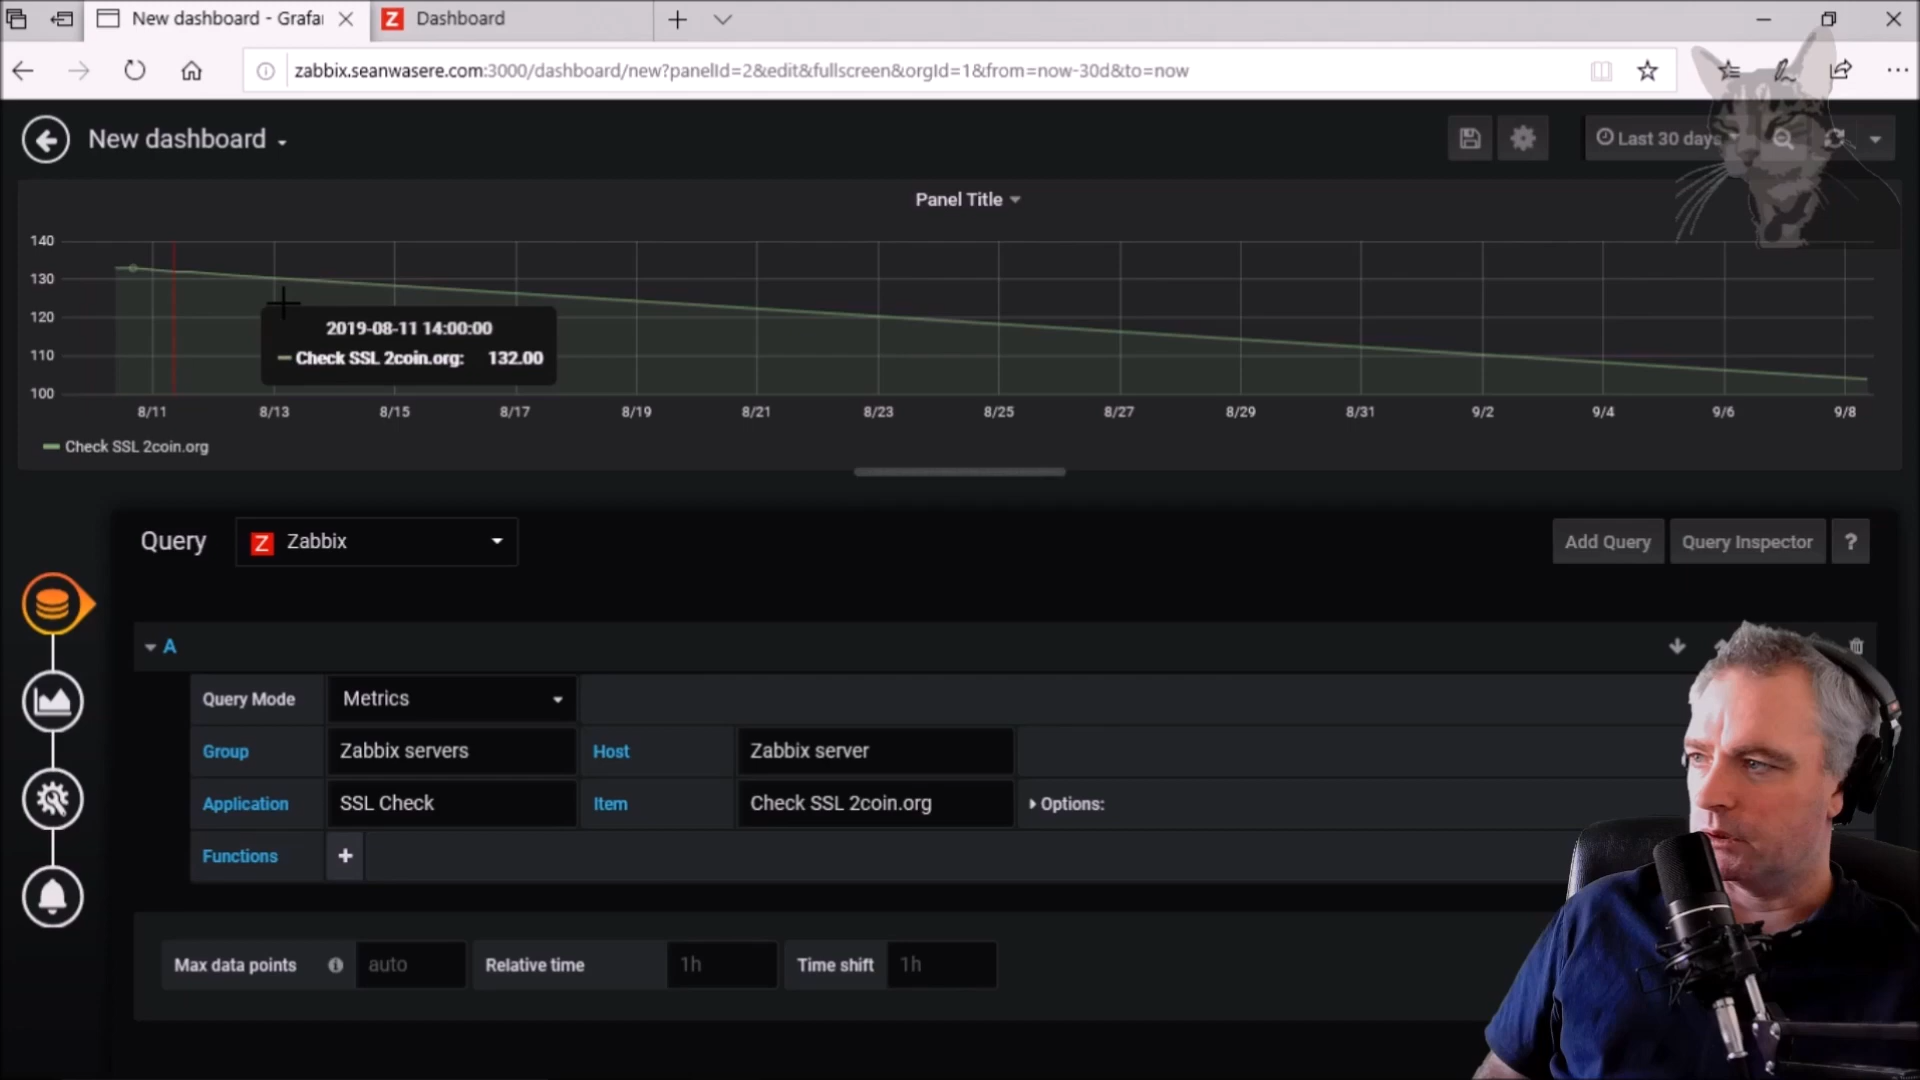 New dashboard - Grafa
Z Dashboard
zabbix.seanwasere.com:3000/dashboard/new?panelId=2&edit&fullscreen&orgId=1&from=now-30d&to=now
New dashboard
Last 30 days
Panel Title
140
130
120
110
100
2019-08-11 14:00:00
Check SSL 2coin.org: 132.00
8/11 8/13 8/15 8/17 8/19 8/21 8/23 8/25 8/27 8/29 8/31 9/2 9/4 9/6 9/8
Check SSL 2coin.org
Query Z Zabbix Add Query Query Inspector ?
A
Query Mode Metrics
Group Zabbix servers Host Zabbix server
Application SSL Check Item Check SSL 2coin.org Options:
Functions +
Max data points auto Relative time 1h Time shift 1h